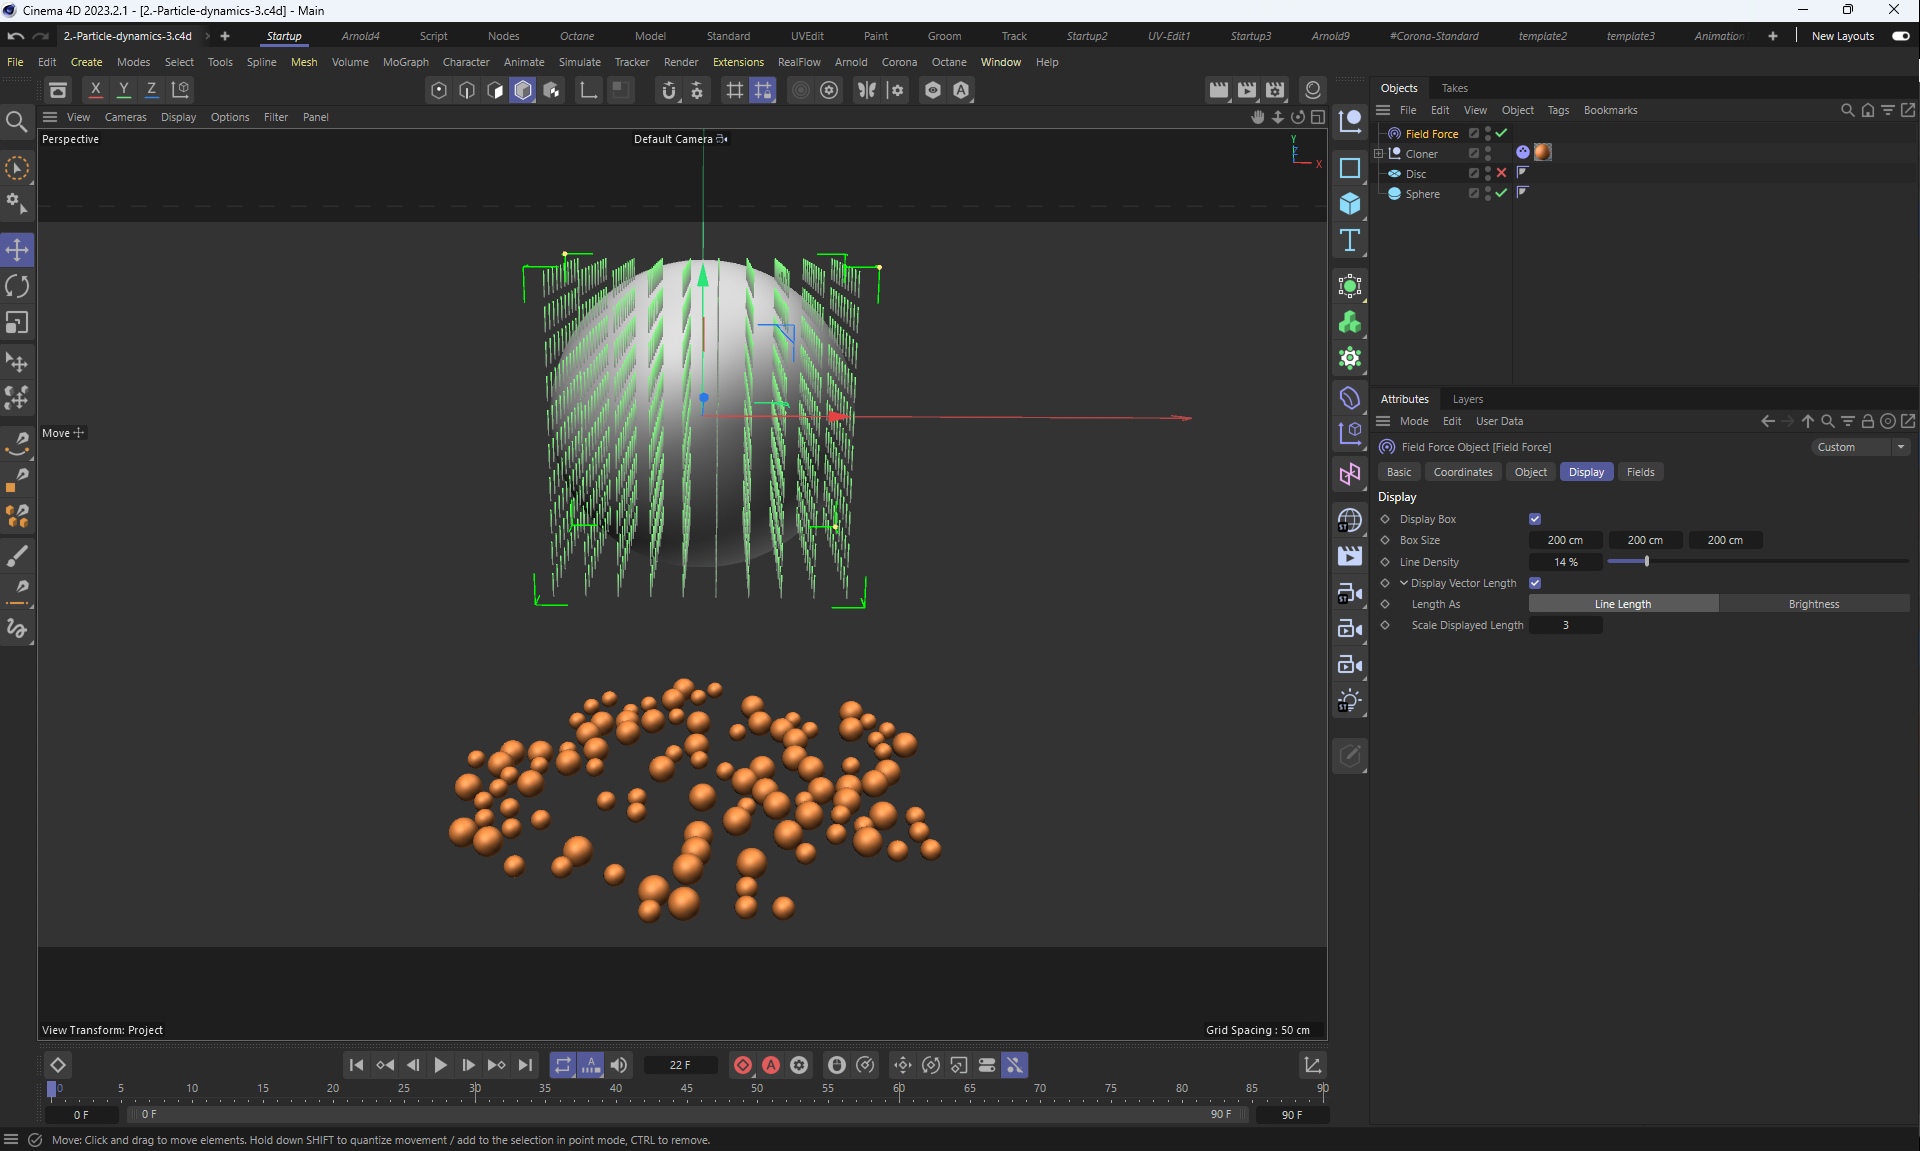 Cinema 4D 2023.2.1 - [2.-Particle-dynamics-3.c4d] - Main
2.-Particle-dynamics-3.c4d × + Startup Arnold4 Script Nodes Octane Model Standard UVEdit Paint Groom Track Startup2 UV-Edit1 Startup3 Arnold9 #Corona-Standard template2 template3 Animation + New Layouts
File Edit Create Modes Select Tools Spline Mesh Volume MoGraph Character Animate Simulate Tracker Render Extensions RealFlow Arnold Corona Octane Window Help
X Y Z
Objects Takes
File Edit View Object Tags Bookmarks
View Cameras Display Options Filter Panel
Perspective
Default Camera
Y
Z
X
Field Force
Cloner
Disc
Sphere
Move
Attributes Layers
Mode Edit User Data
Field Force Object [Field Force]
Custom
Basic Coordinates Object Display Fields
Display
Display Box
Box Size 200 cm 200 cm 200 cm
Line Density 14 %
Display Vector Length
Length As Line Length Brightness
Scale Displayed Length 3
ST
ST
ST
View Transform: Project
Grid Spacing : 50 cm
A
22 F
A
0 5 10 15 20 25 30 35 40 45 50 55 60 65 70 75 80 85 90
0 F 0 F 90 F 90 F
Move: Click and drag to move elements. Hold down SHIFT to quantize movement / add to the selection in point mode, CTRL to remove.